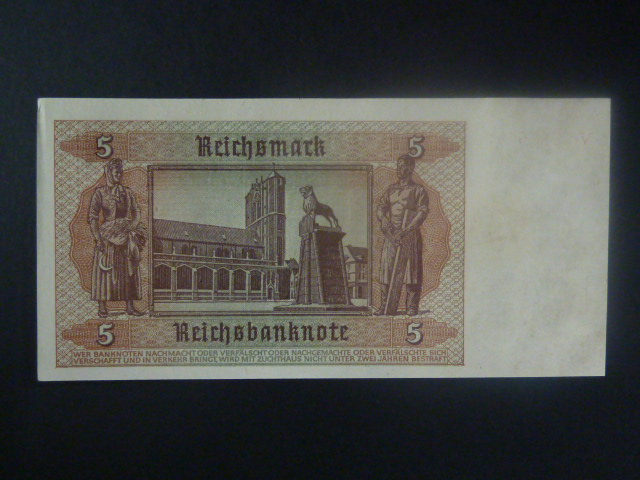 5 Reichsmark 5
5 Reichsbanknote 5
WER BANKNOTEN NACHMACHT ODER VERFÄLSCHT ODER NACHGEMACHTE ODER VERFÄLSCHTE SICH
VERSCHAFFT UND IN VERKEHR BRINGT, WIRD MIT ZUCHTHAUS NICHT UNTER ZWEI JAHREN BESTRAFT